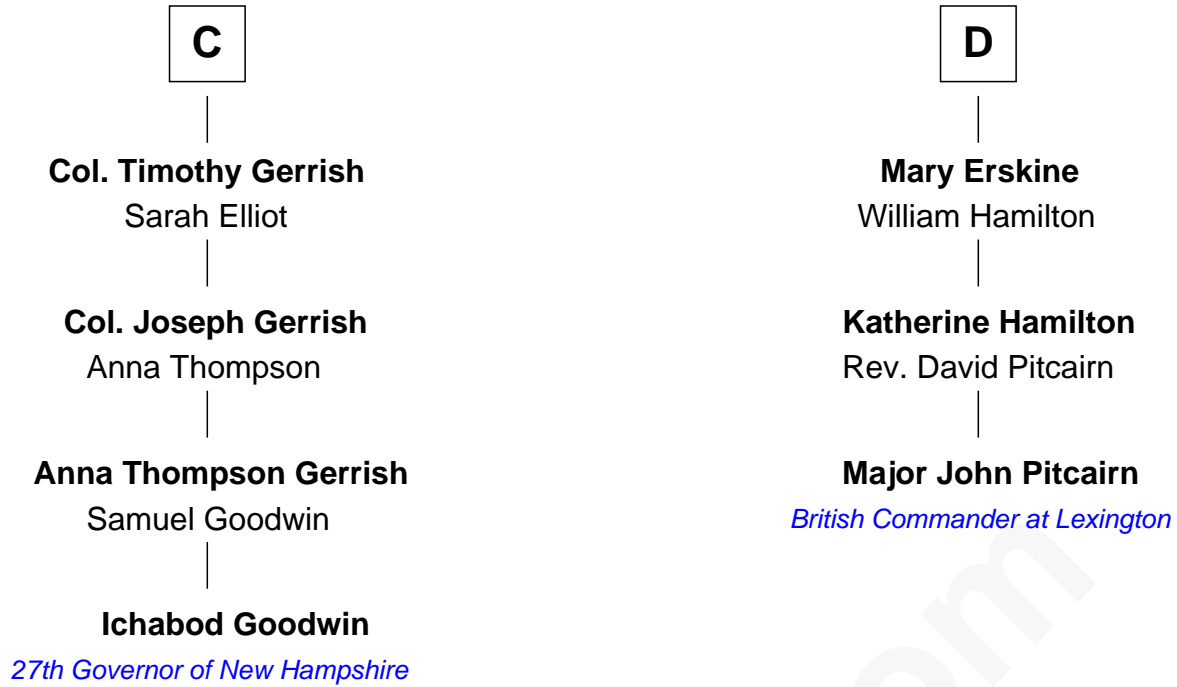 C
Col. Timothy Gerrish
Sarah Elliot
Col. Joseph Gerrish
Anna Thompson
Anna Thompson Gerrish
Samuel Goodwin
Ichabod Goodwin
27th Governor of New Hampshire
D
Mary Erskine
William Hamilton
Katherine Hamilton
Rev. David Pitcairn
Major John Pitcairn
British Commander at Lexington
om